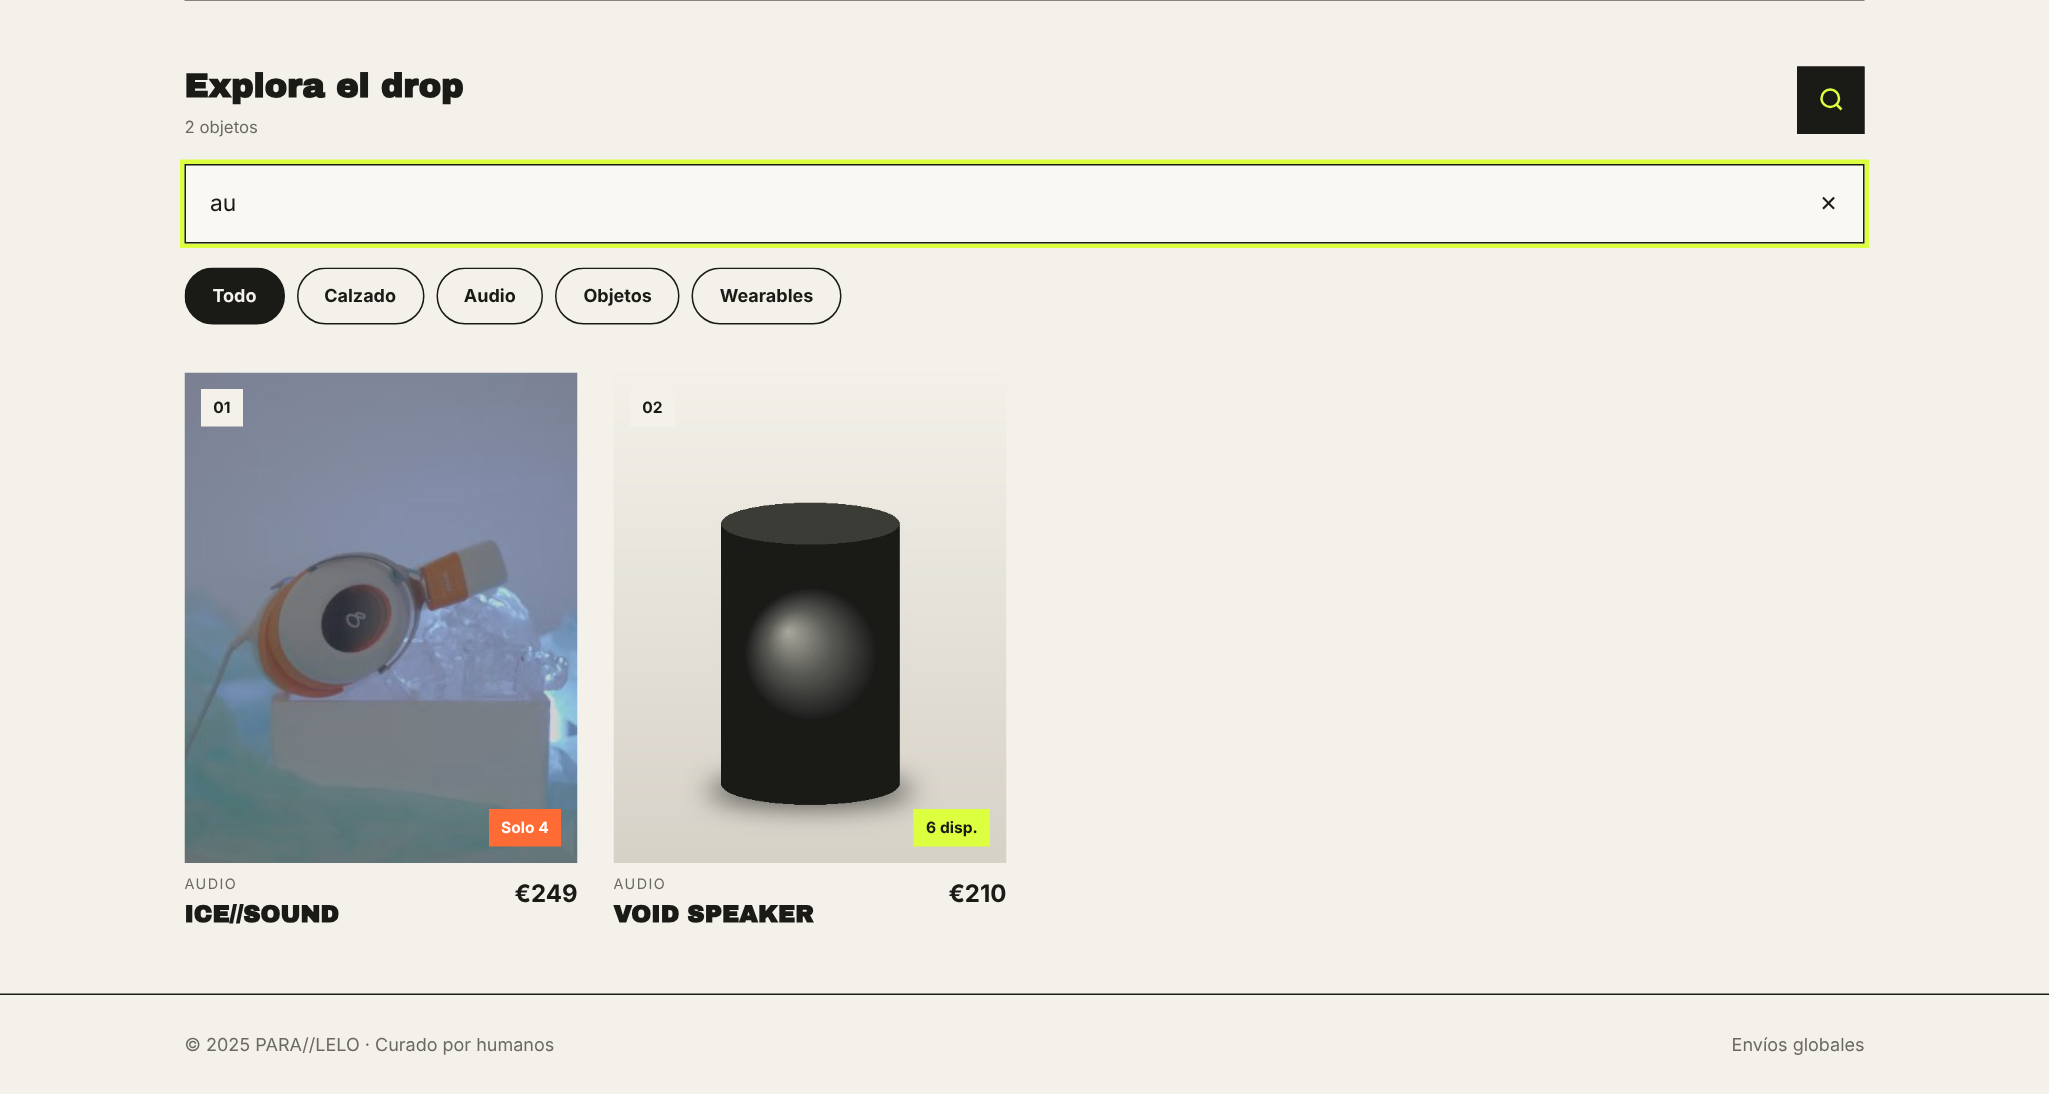 Explora el drop
2 objetos
au
✕
Todo
Calzado
Audio
Objetos
Wearables
01
Solo 4
AUDIO
ICE//SOUND
€249
02
6 disp.
AUDIO
VOID SPEAKER
€210
© 2025 PARA//LELO · Curado por humanos
Envíos globales